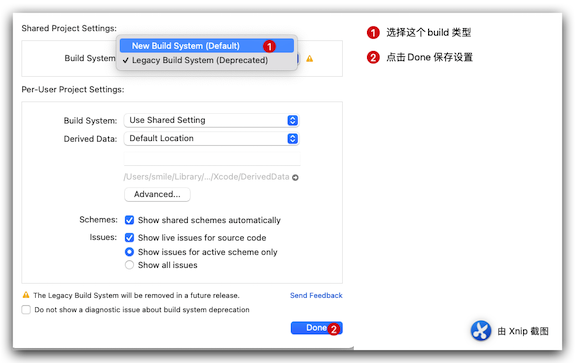 Shared Project Settings:
New Build System (Default) 1
Build System
✓ Legacy Build System (Deprecated)
Per-User Project Settings:
Build System: Use Shared Setting
Derived Data: Default Location
/Users/smile/Library/.../Xcode/DerivedData
Advanced...
Schemes: Show shared schemes automatically
Issues: Show live issues for source code
Show issues for active scheme only
Show all issues
The Legacy Build System will be removed in a future release. Send Feedback
Do not show a diagnostic issue about build system deprecation
Done 2
1 选择这个 build 类型
2 点击 Done 保存设置
由 Xnip 截图